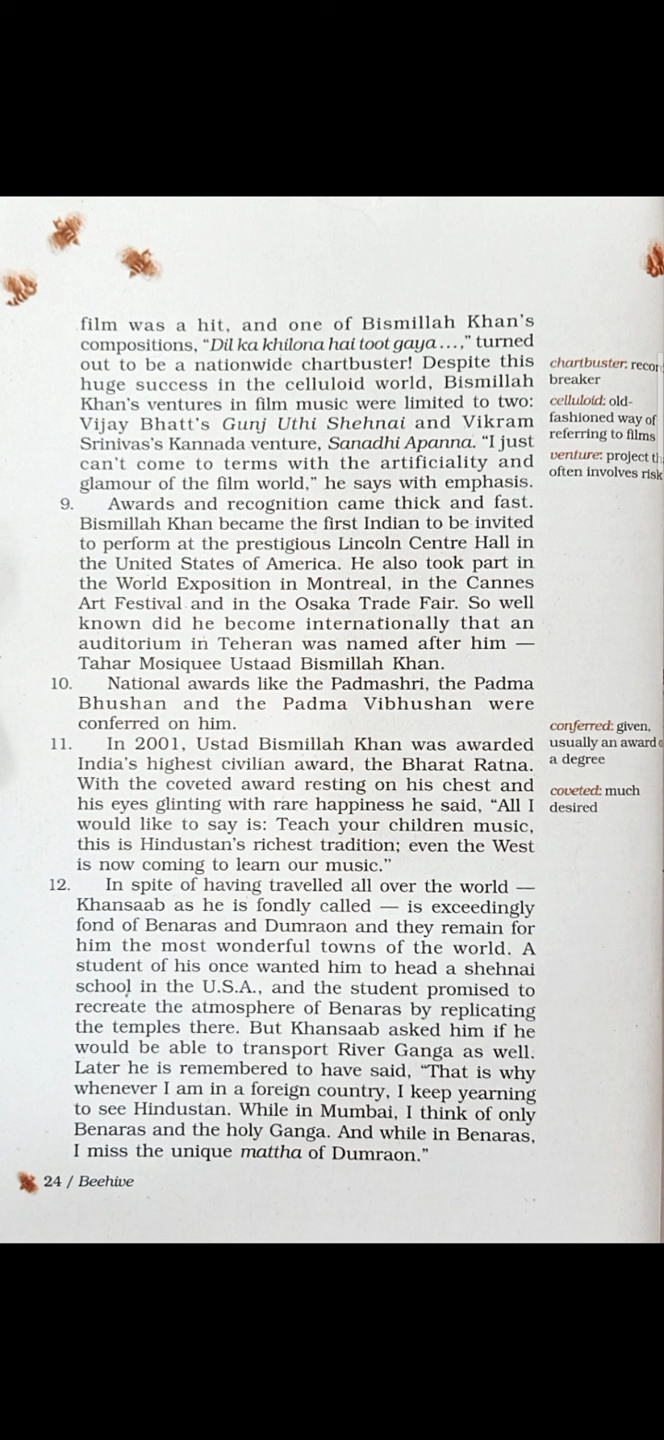 film was a hit, and one of Bismillah Khan's
compositions, “Dil ka khilona hai toot gaya ...,” turned
out to be a nationwide chartbuster! Despite this
huge success in the celluloid world, Bismillah
Khan's ventures in film music were limited to two:
Vijay Bhatt's Gunj Uthi Shehnai and Vikram
Srinivas's Kannada venture, Sanadhi Apanna. “I just
can't come to terms with the artificiality and
glamour of the film world,” he says with emphasis.
9. Awards and recognition came thick and fast.
Bismillah Khan became the first Indian to be invited
to perform at the prestigious Lincoln Centre Hall in
the United States of America. He also took part in
the World Exposition in Montreal, in the Cannes
Art Festival and in the Osaka Trade Fair. So well
known did he become internationally that an
auditorium in Teheran was named after him —
Tahar Mosiquee Ustaad Bismillah Khan.
10. National awards like the Padmashri, the Padma
Bhushan and the Padma Vibhushan were
conferred on him.
11. In 2001, Ustad Bismillah Khan was awarded
India's highest civilian award, the Bharat Ratna.
With the coveted award resting on his chest and
his eyes glinting with rare happiness he said, “All I
would like to say is: Teach your children music,
this is Hindustan's richest tradition; even the West
is now coming to learn our music.”
12. In spite of having travelled all over the world —
Khansaab as he is fondly called — is exceedingly
fond of Benaras and Dumraon and they remain for
him the most wonderful towns of the world. A
student of his once wanted him to head a shehnai
school in the U.S.A., and the student promised to
recreate the atmosphere of Benaras by replicating
the temples there. But Khansaab asked him if he
would be able to transport River Ganga as well.
Later he is remembered to have said, “That is why
whenever I am in a foreign country, I keep yearning
to see Hindustan. While in Mumbai, I think of only
Benaras and the holy Ganga. And while in Benaras,
I miss the unique mattha of Dumraon.”
chartbuster: recor
breaker
celluloid: old-
fashioned way of
referring to films
venture: project th
often involves risk
conferred: given,
usually an award o
a degree
coveted: much
desired
24 / Beehive